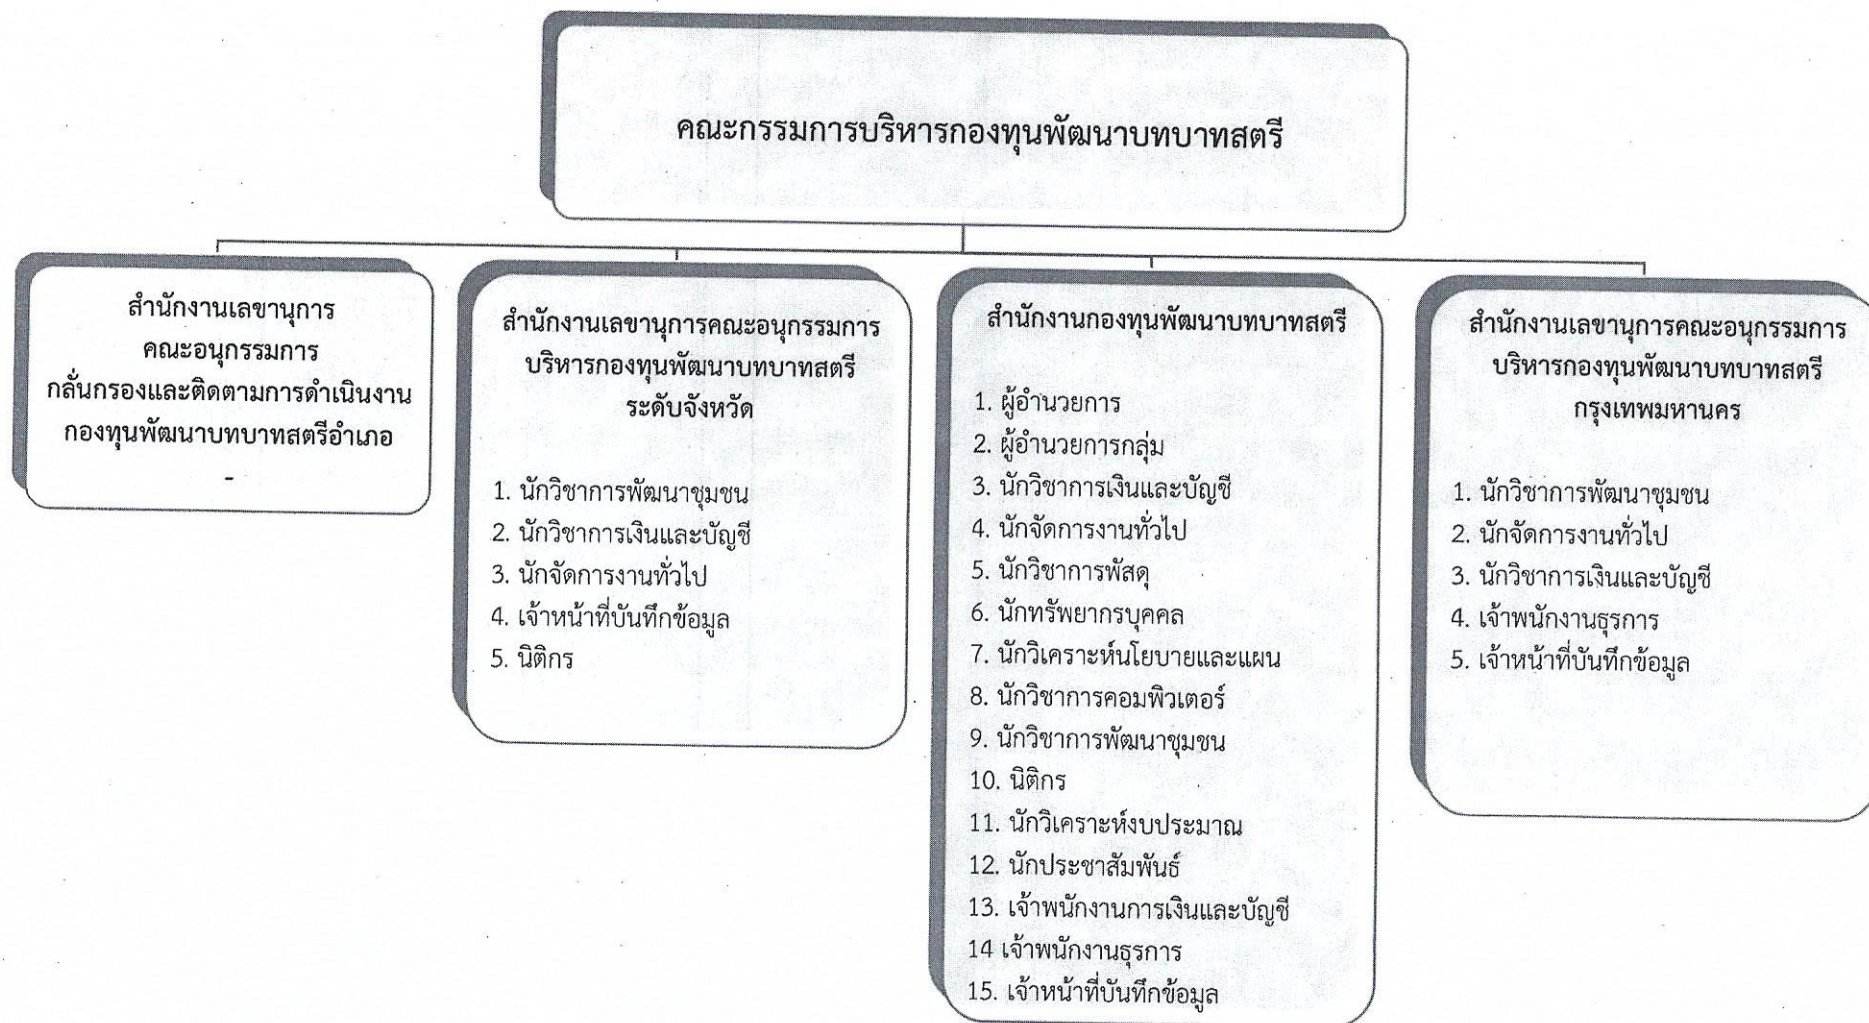 คณะกรรมการบริหารกองทุนพัฒนาบทบาทสตรี
สำนักงานเลขานุการ
คณะอนุกรรมการ
กลั่นกรองและติดตามการดำเนินงาน
กองทุนพัฒนาบทบาทสตรีอำเภอ
-
สำนักงานเลขานุการคณะอนุกรรมการ
บริหารกองทุนพัฒนาบทบาทสตรี
ระดับจังหวัด
1. นักวิชาการพัฒนาชุมชน
2. นักวิชาการเงินและบัญชี
3. นักจัดการงานทั่วไป
4. เจ้าหน้าที่บันทึกข้อมูล
5. นิติกร
สำนักงานกองทุนพัฒนาบทบาทสตรี
1. ผู้อำนวยการ
2. ผู้อำนวยการกลุ่ม
3. นักวิชาการเงินและบัญชี
4. นักจัดการงานทั่วไป
5. นักวิชาการพัสดุ
6. นักทรัพยากรบุคคล
7. นักวิเคราะห์นโยบายและแผน
8. นักวิชาการคอมพิวเตอร์
9. นักวิชาการพัฒนาชุมชน
10. นิติกร
11. นักวิเคราะห์งบประมาณ
12. นักประชาสัมพันธ์
13. เจ้าพนักงานการเงินและบัญชี
14 เจ้าพนักงานธุรการ
15. เจ้าหน้าที่บันทึกข้อมูล
สำนักงานเลขานุการคณะอนุกรรมการ
บริหารกองทุนพัฒนาบทบาทสตรี
กรุงเทพมหานคร
1. นักวิชาการพัฒนาชุมชน
2. นักจัดการงานทั่วไป
3. นักวิชาการเงินและบัญชี
4. เจ้าพนักงานธุรการ
5. เจ้าหน้าที่บันทึกข้อมูล